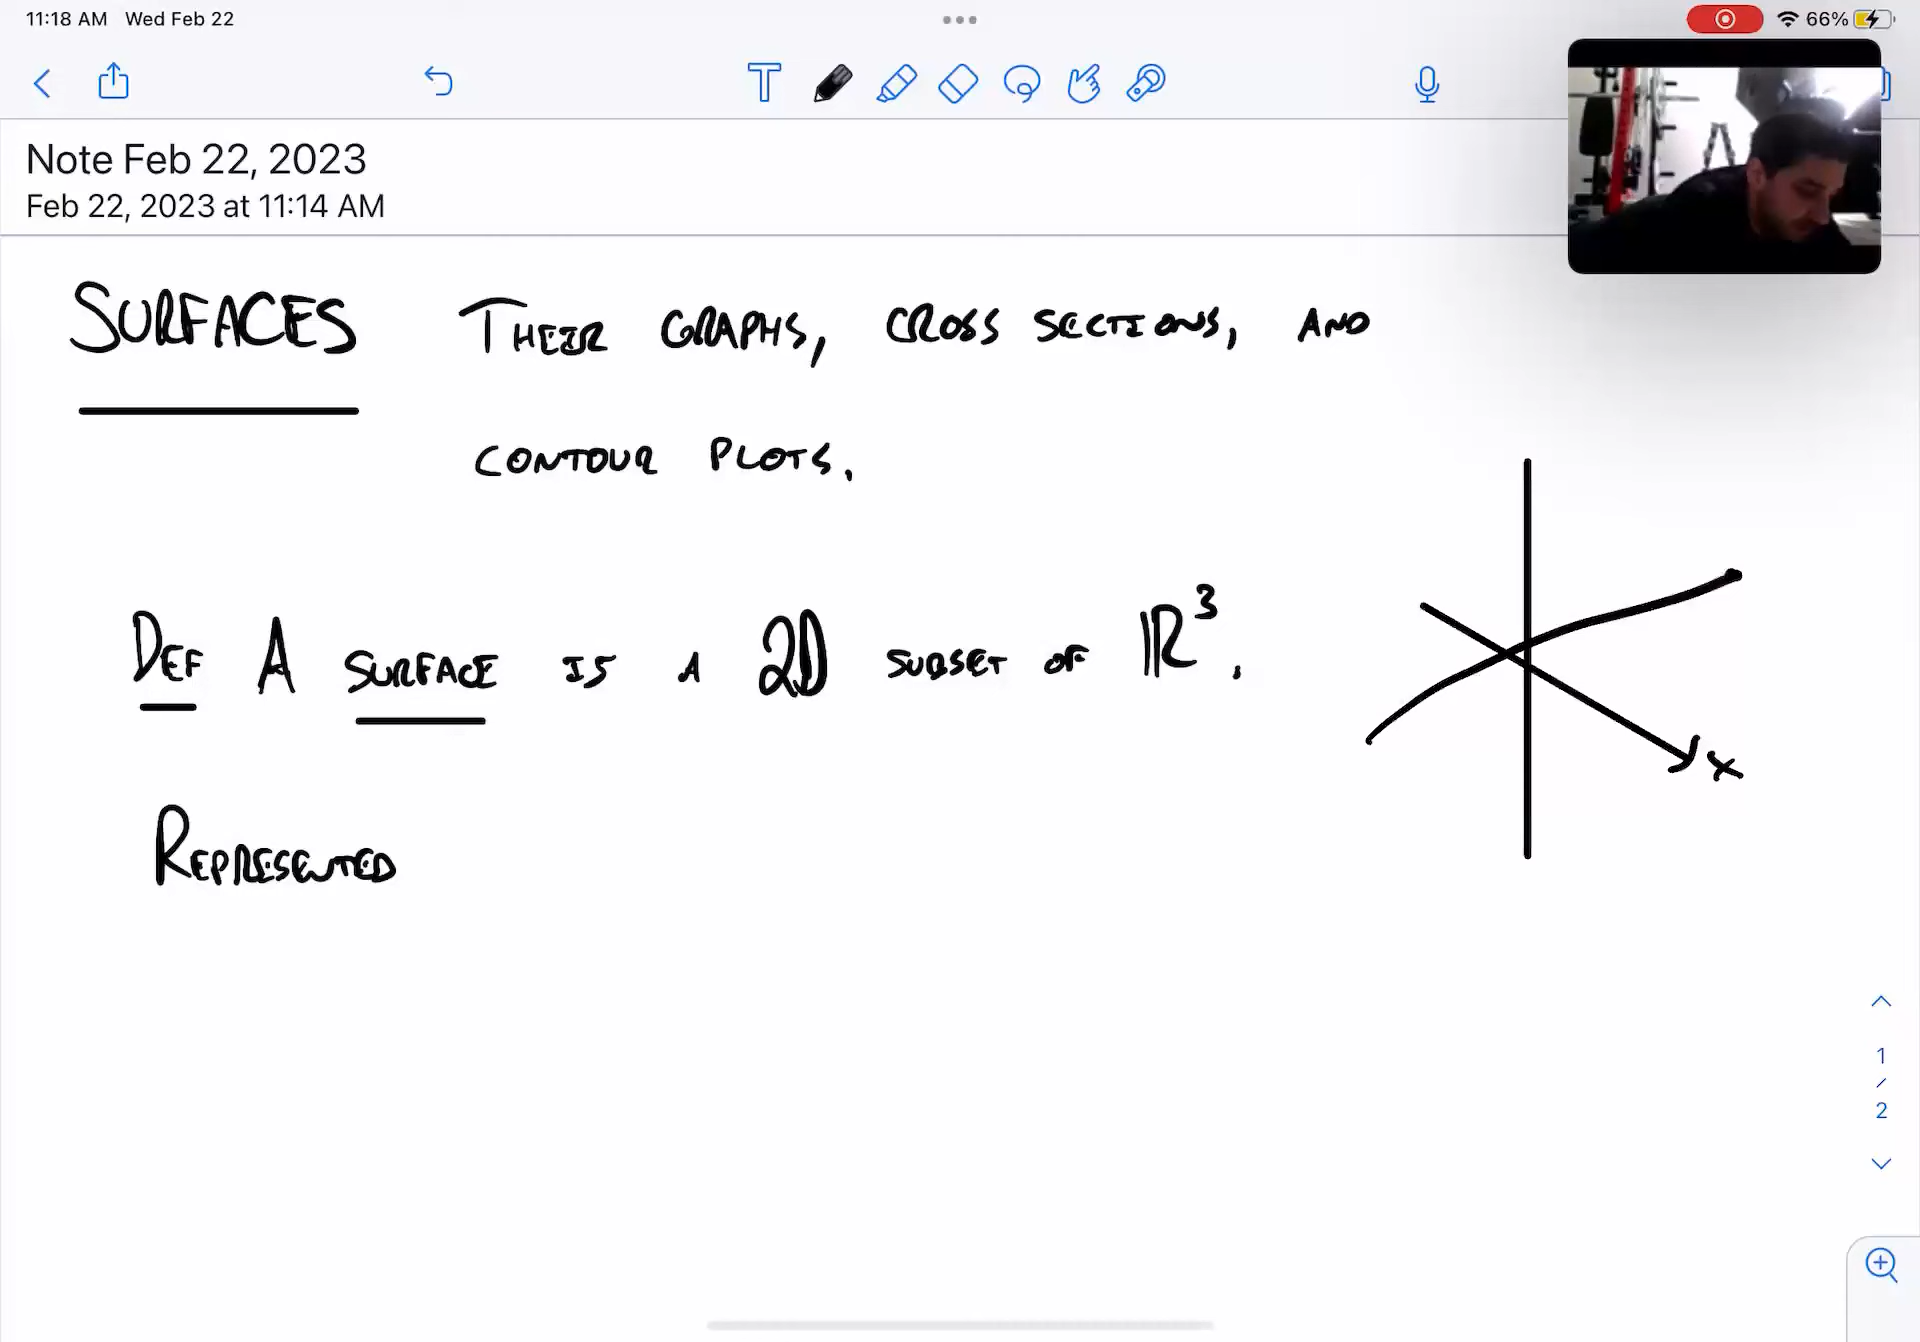 11:18 AM Wed Feb 22
66%
T
Note Feb 22, 2023
Feb 22, 2023 at 11:14 AM
SURFACES THEIR GRAPHS, CROSS SECTIONS, AND
CONTOUR PLOTS.
DEF A SURFACE IS A 2D SUBSET OF ℝ³.
x
REPRESENTED
1
/
2